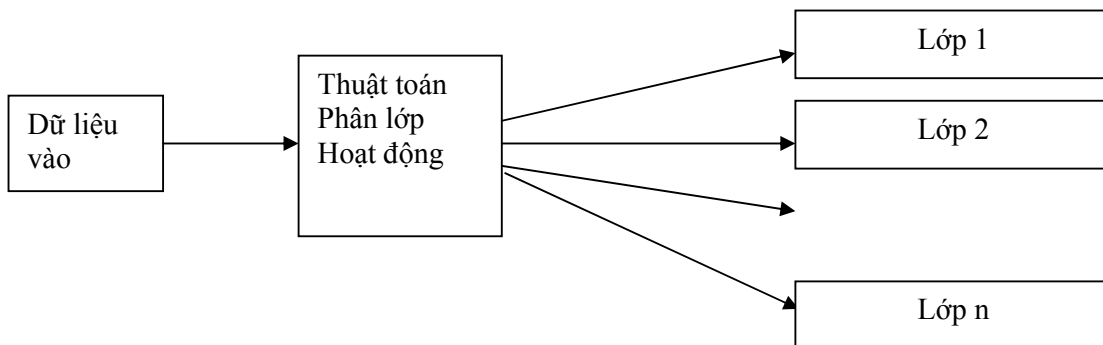 Dữ liệu
vào
Thuật toán
Phân lớp
Hoạt động
Lớp 1
Lớp 2
Lớp n